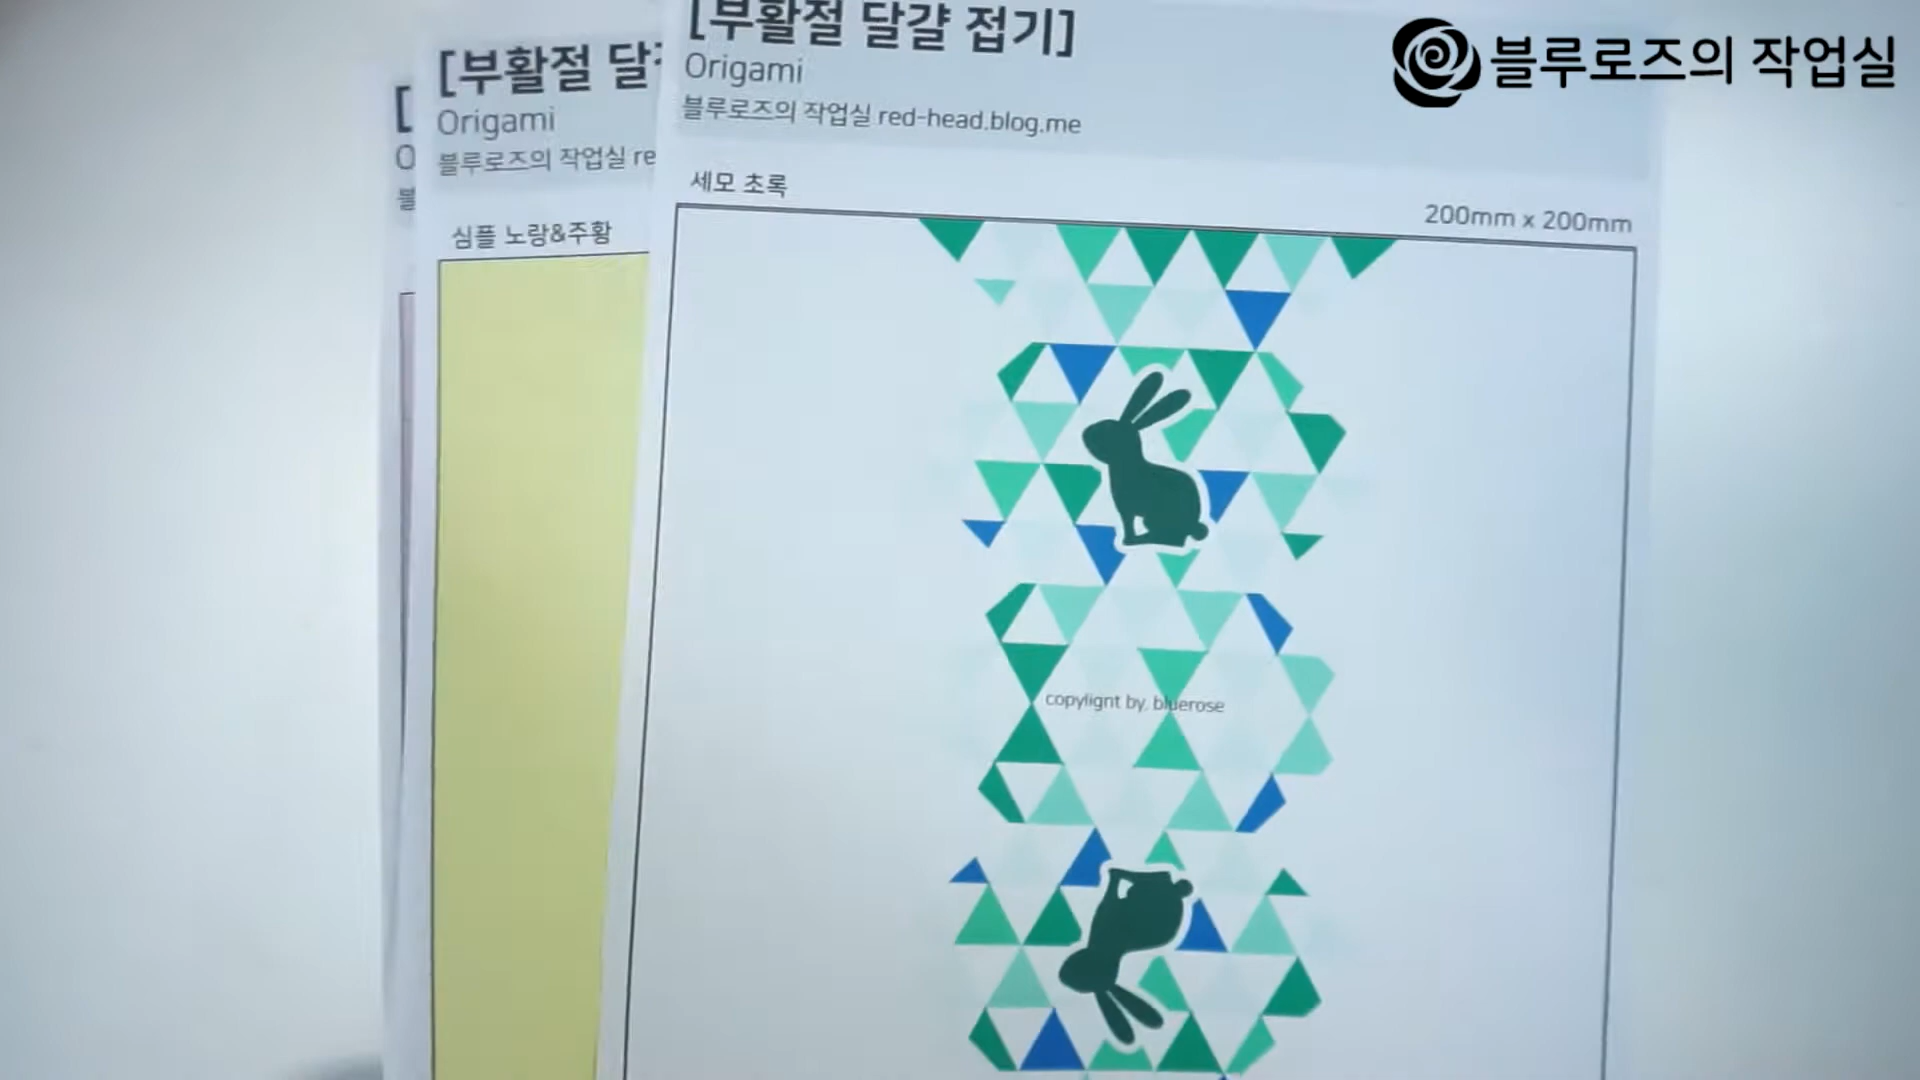 블루로즈의 작업실
[부활절 달걀 접기]
Origami
블루로즈의 작업실 red-head.blog.me
세모 초록
200mm x 200mm
copylignt by. bluerose
[부활절 달
Origami
블루로즈의 작업실 re
심플 노랑&주황
[
O
블